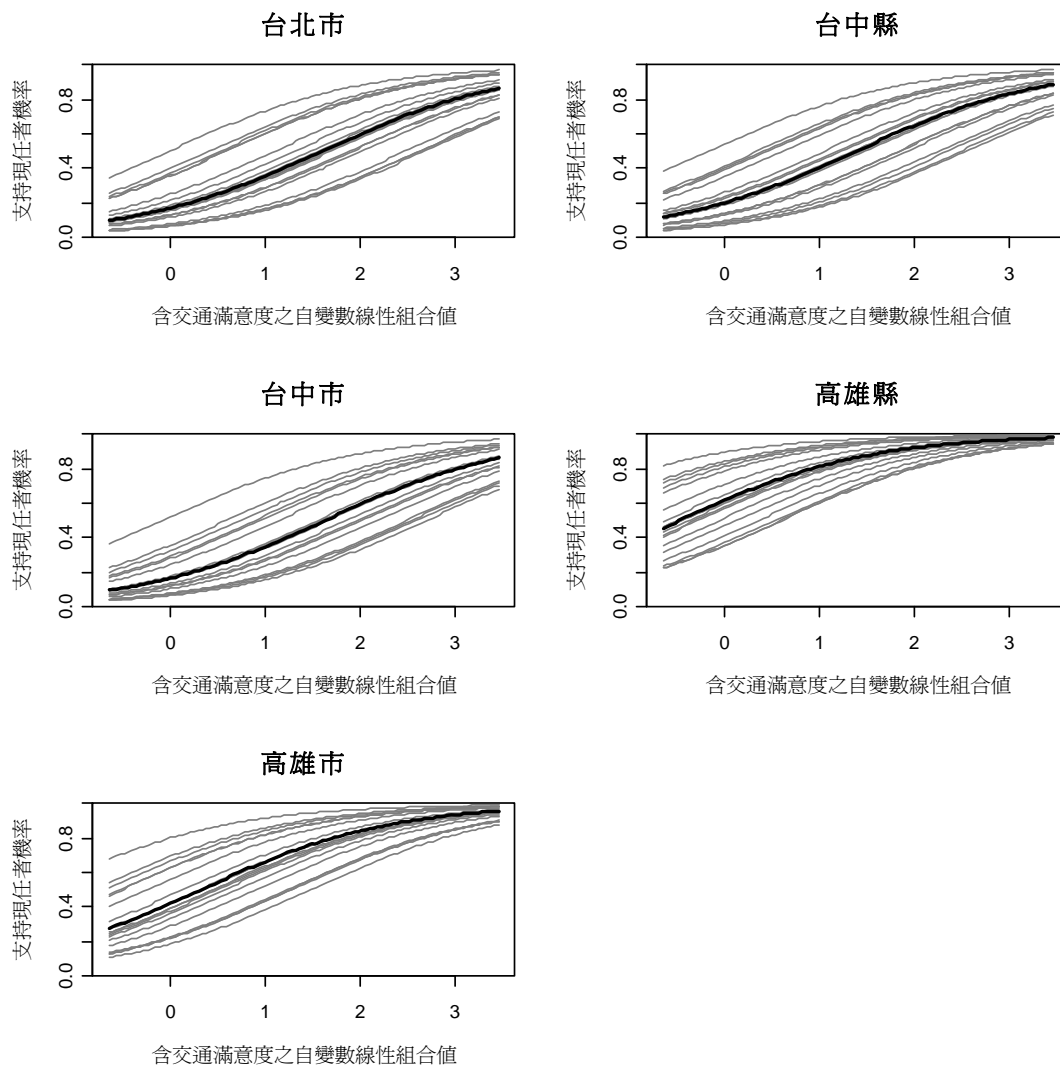 台北市
支持現任者機率
0.0 0.4 0.8
0 1 2 3
含交通滿意度之自變數線性組合值
台中縣
支持現任者機率
0.0 0.4 0.8
0 1 2 3
含交通滿意度之自變數線性組合值
台中市
支持現任者機率
0.0 0.4 0.8
0 1 2 3
含交通滿意度之自變數線性組合值
高雄縣
支持現任者機率
0.0 0.4 0.8
0 1 2 3
含交通滿意度之自變數線性組合值
高雄市
支持現任者機率
0.0 0.4 0.8
0 1 2 3
含交通滿意度之自變數線性組合值